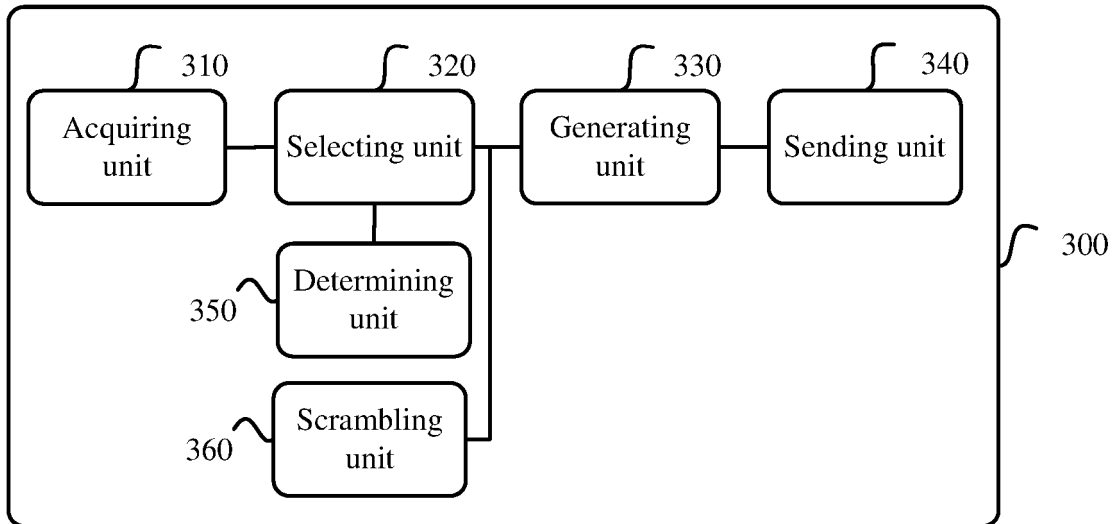 310
320
330
340
Acquiring
unit
Selecting unit
Generating
unit
Sending unit
300
350
Determining
unit
360
Scrambling
unit